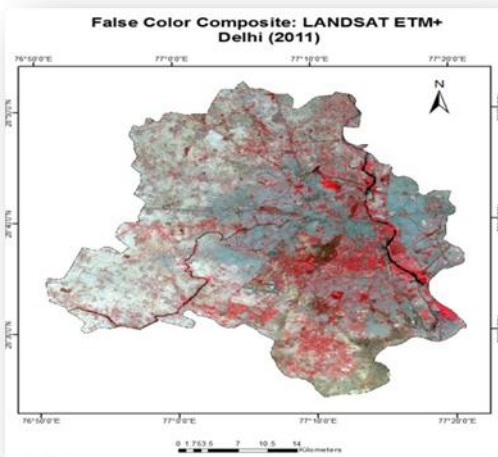 False Color Composite: LANDSAT ETM+
Delhi (2011)
76°50'0"E 77°0'0"E 77°10'0"E 77°20'0"E
N
76°50'0"E 77°0'0"E 77°10'0"E 77°20'0"E
0 1.75 3.5 7 10.5 14
Kilometers